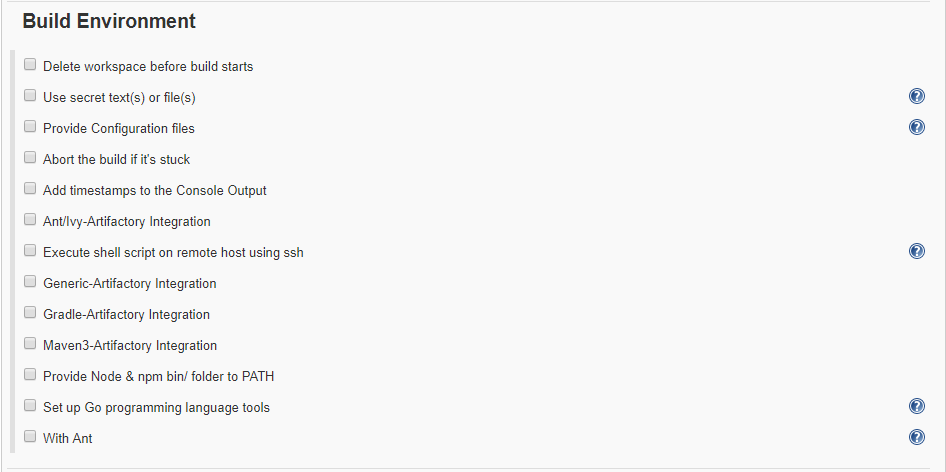 Build Environment
Delete workspace before build starts
Use secret text(s) or file(s)
?
Provide Configuration files
?
Abort the build if it's stuck
Add timestamps to the Console Output
Ant/Ivy-Artifactory Integration
Execute shell script on remote host using ssh
?
Generic-Artifactory Integration
Gradle-Artifactory Integration
Maven3-Artifactory Integration
Provide Node & npm bin/ folder to PATH
Set up Go programming language tools
?
With Ant
?